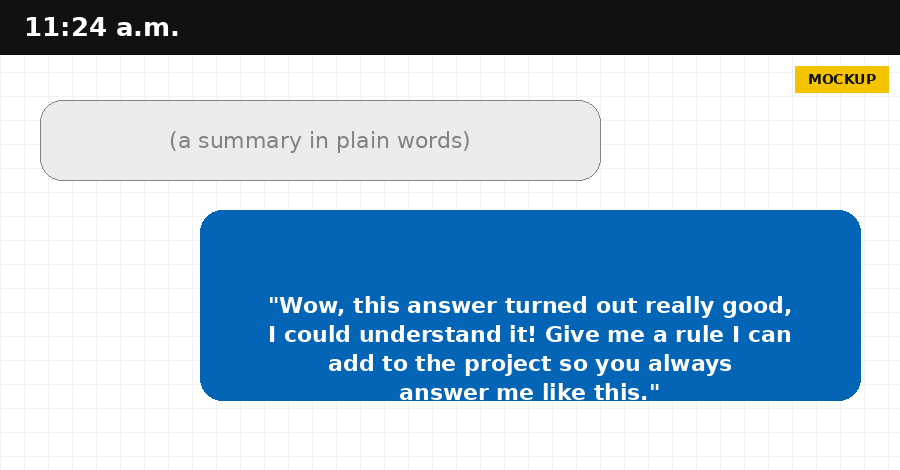 11:24 a.m.
MOCKUP
(a summary in plain words)
"Wow, this answer turned out really good,
I could understand it! Give me a rule I can
add to the project so you always
answer me like this."